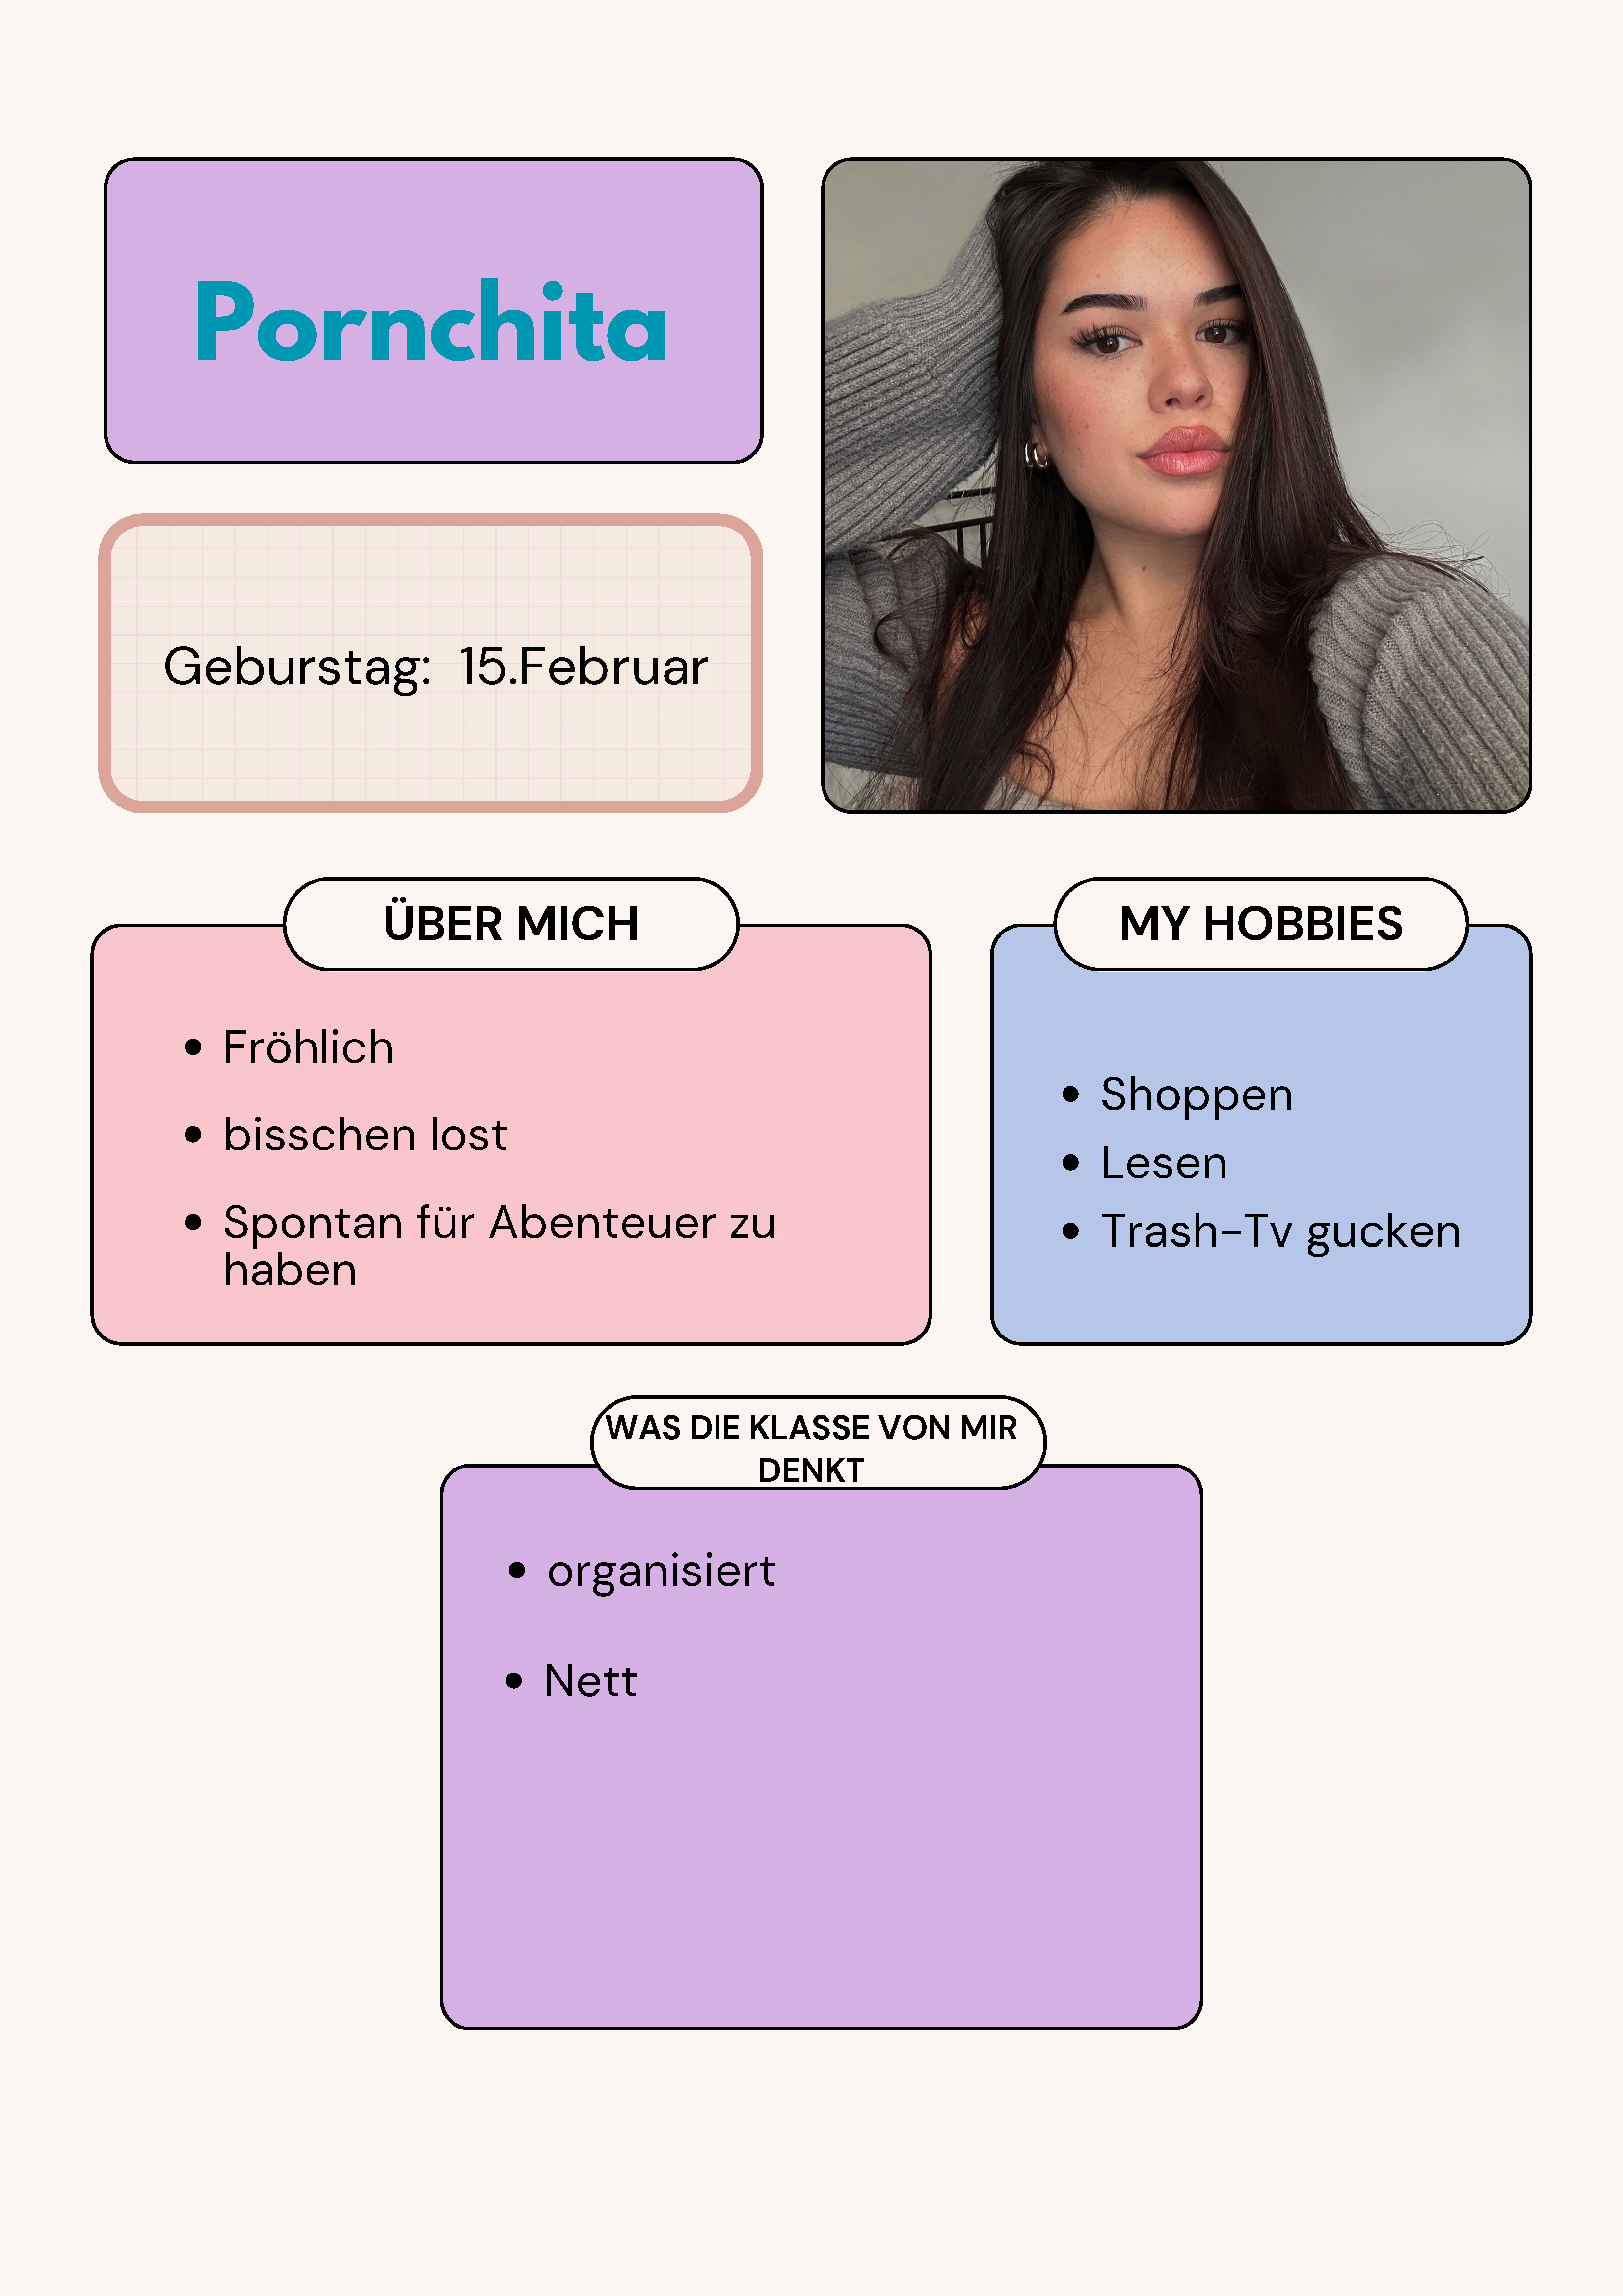 Pornchita
Geburstag:  15.Februar
ÜBER MICH
• Fröhlich
• bisschen lost
• Spontan für Abenteuer zu
haben
MY HOBBIES
• Shoppen
• Lesen
• Trash-Tv gucken
WAS DIE KLASSE VON MIR
DENKT
• organisiert
• Nett